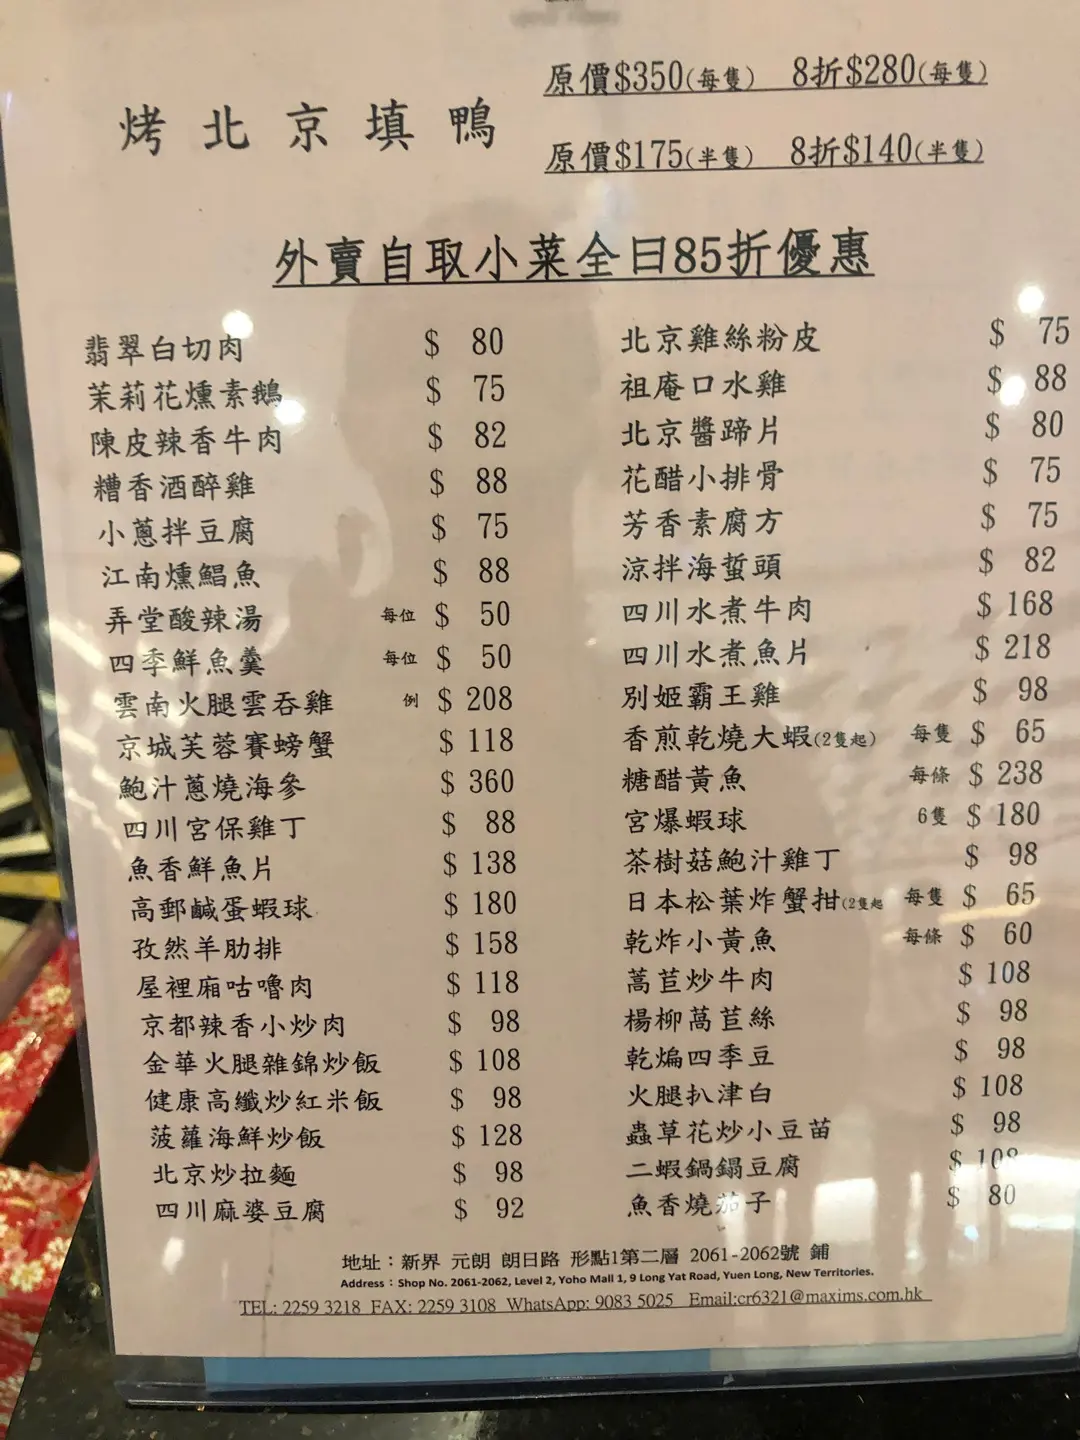 烤北京填鴨
原價$350(每隻) 8折$280(每隻)
原價$175(半隻) 8折$140(半隻)
外賣自取小菜全日85折優惠
翡翠白切肉 $ 80
茉莉花燻素鵝 $ 75
陳皮辣香牛肉 $ 82
糟香酒醉雞 $ 88
小蔥拌豆腐 $ 75
江南燻鯧魚 $ 88
弄堂酸辣湯 每位 $ 50
四季鮮魚羹 每位 $ 50
雲南火腿雲吞雞 例 $ 208
京城芙蓉賽螃蟹 $ 118
鮑汁蔥燒海參 $ 360
四川宮保雞丁 $ 88
魚香鮮魚片 $ 138
高郵鹹蛋蝦球 $ 180
孜然羊肋排 $ 158
屋裡廂咕嚕肉 $ 118
京都辣香小炒肉 $ 98
金華火腿雜錦炒飯 $ 108
健康高纖炒紅米飯 $ 98
菠蘿海鮮炒飯 $ 128
北京炒拉麵 $ 98
四川麻婆豆腐 $ 92
北京雞絲粉皮 $ 75
祖庵口水雞 $ 88
北京醬蹄片 $ 80
花醋小排骨 $ 75
芳香素腐方 $ 75
涼拌海蜇頭 $ 82
四川水煮牛肉 $ 168
四川水煮魚片 $ 218
別姬霸王雞 $ 98
香煎乾燒大蝦(2隻起) 每隻 $ 65
糖醋黃魚 每條 $ 238
宮爆蝦球 6隻 $ 180
茶樹菇鮑汁雞丁 $ 98
日本松葉炸蟹拑(2隻起 每隻 $ 65
乾炸小黃魚 每條 $ 60
萵苣炒牛肉 $ 108
楊柳萵苣絲 $ 98
乾煸四季豆 $ 98
火腿扒津白 $ 108
蟲草花炒小豆苗 $ 98
二蝦鍋鎉豆腐 $ 108
魚香燒茄子 $ 80
地址：新界 元朗 朗日路 形點1第二層 2061-2062號 鋪
Address：Shop No. 2061-2062, Level 2, Yoho Mall 1, 9 Long Yat Road, Yuen Long, New Territories.
TEL: 2259 3218 FAX: 2259 3108 WhatsApp: 9083 5025 Email:cr6321@maxims.com.hk